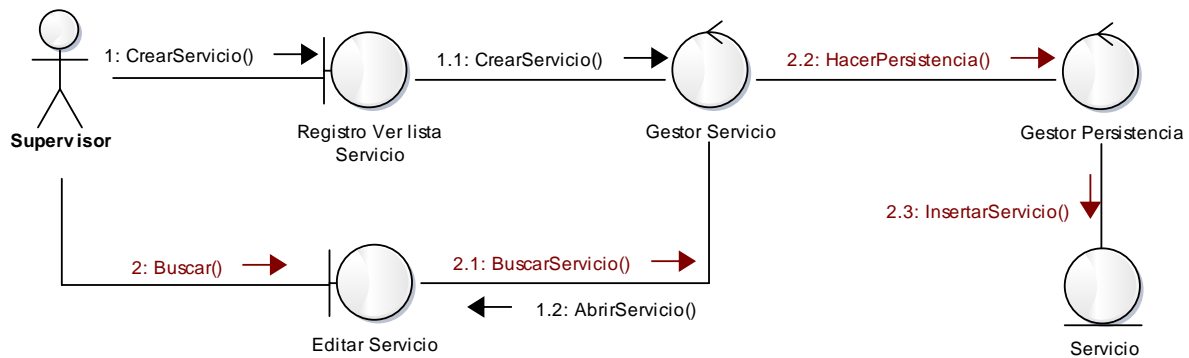 1: CrearServicio()
1.1: CrearServicio()
2.2: HacerPersistencia()
Supervisor
Registro Ver lista
Servicio
Gestor Servicio
Gestor Persistencia
2.3: InsertarServicio()
2: Buscar()
2.1: BuscarServicio()
1.2: AbrirServicio()
Editar Servicio
Servicio